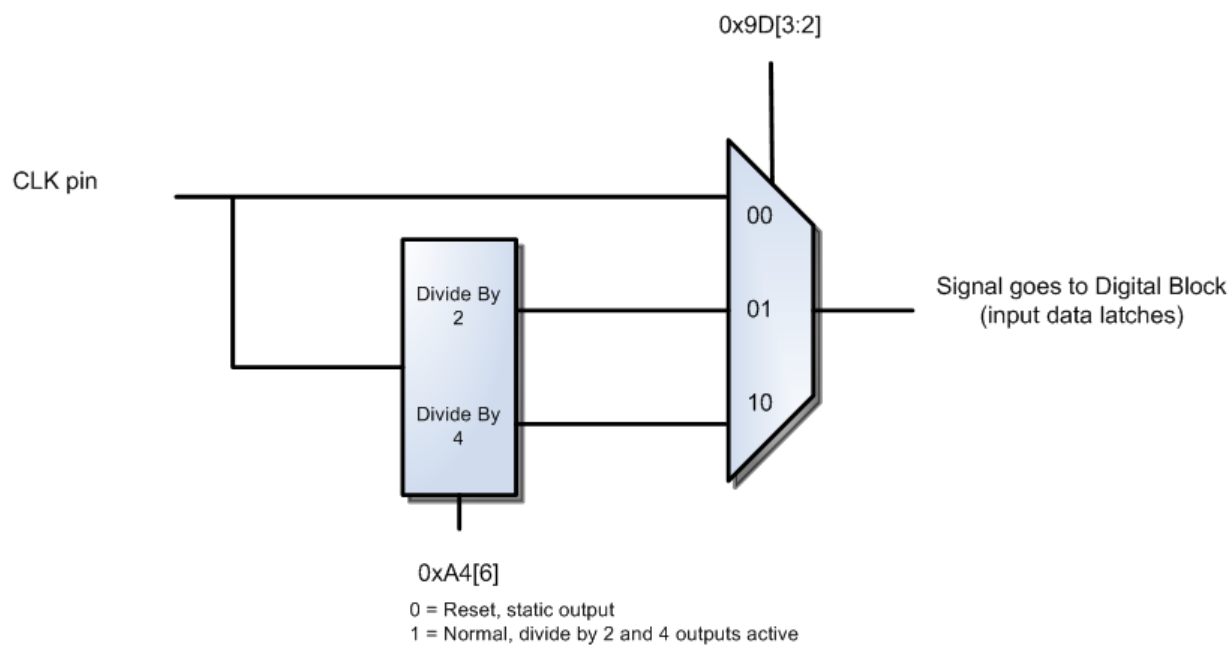 0x9D[3:2]
CLK pin
00
Divide By
2
01
Signal goes to Digital Block
(input data latches)
10
Divide By
4
0xA4[6]
0 = Reset, static output
1 = Normal, divide by 2 and 4 outputs active